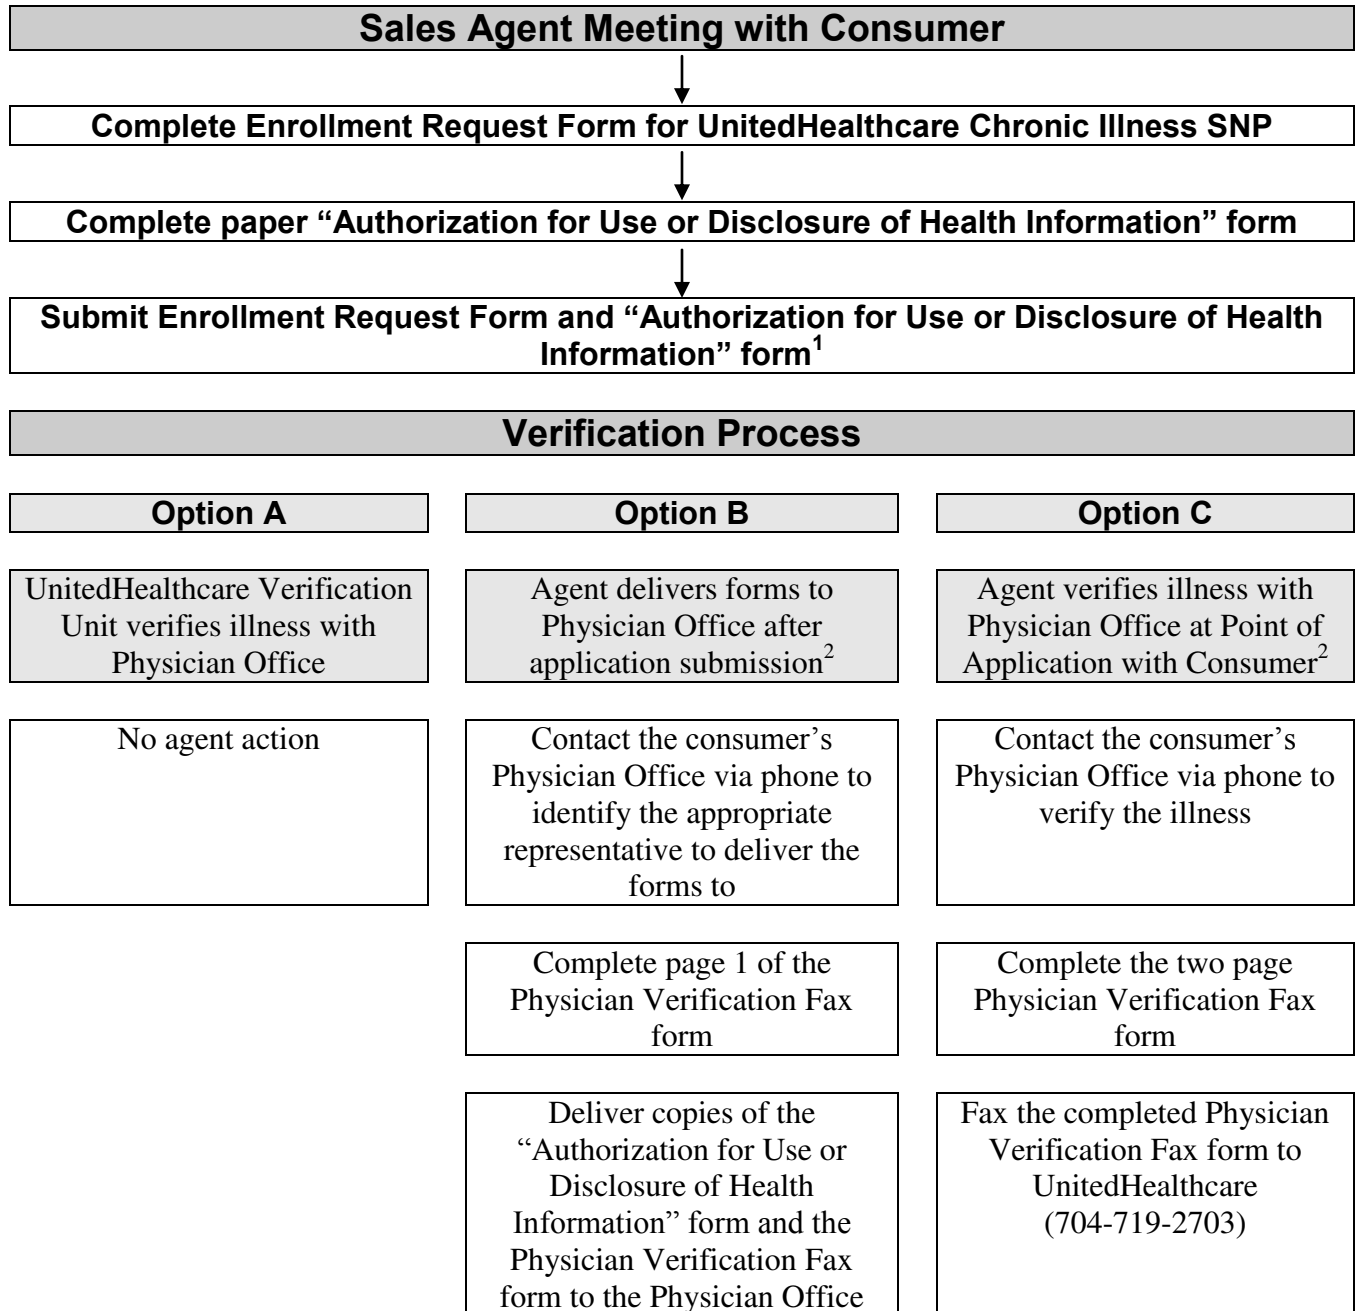 Sales Agent Meeting with Consumer
Complete Enrollment Request Form for UnitedHealthcare Chronic Illness SNP
Complete paper “Authorization for Use or Disclosure of Health Information” form
Submit Enrollment Request Form and “Authorization for Use or Disclosure of Health
Information” form1
Verification Process
Option A
Option B
Option C
UnitedHealthcare Verification
Unit verifies illness with
Physician Office
Agent delivers forms to
Physician Office after
application submission2
Agent verifies illness with
Physician Office at Point of
Application with Consumer2
No agent action
Contact the consumer’s
Physician Office via phone to
identify the appropriate
representative to deliver the
forms to
Contact the consumer’s
Physician Office via phone to
verify the illness
Complete page 1 of the
Physician Verification Fax
form
Complete the two page
Physician Verification Fax
form
Deliver copies of the
“Authorization for Use or
Disclosure of Health
Information” form and the
Physician Verification Fax
form to the Physician Office
Fax the completed Physician
Verification Fax form to
UnitedHealthcare
(704-719-2703)